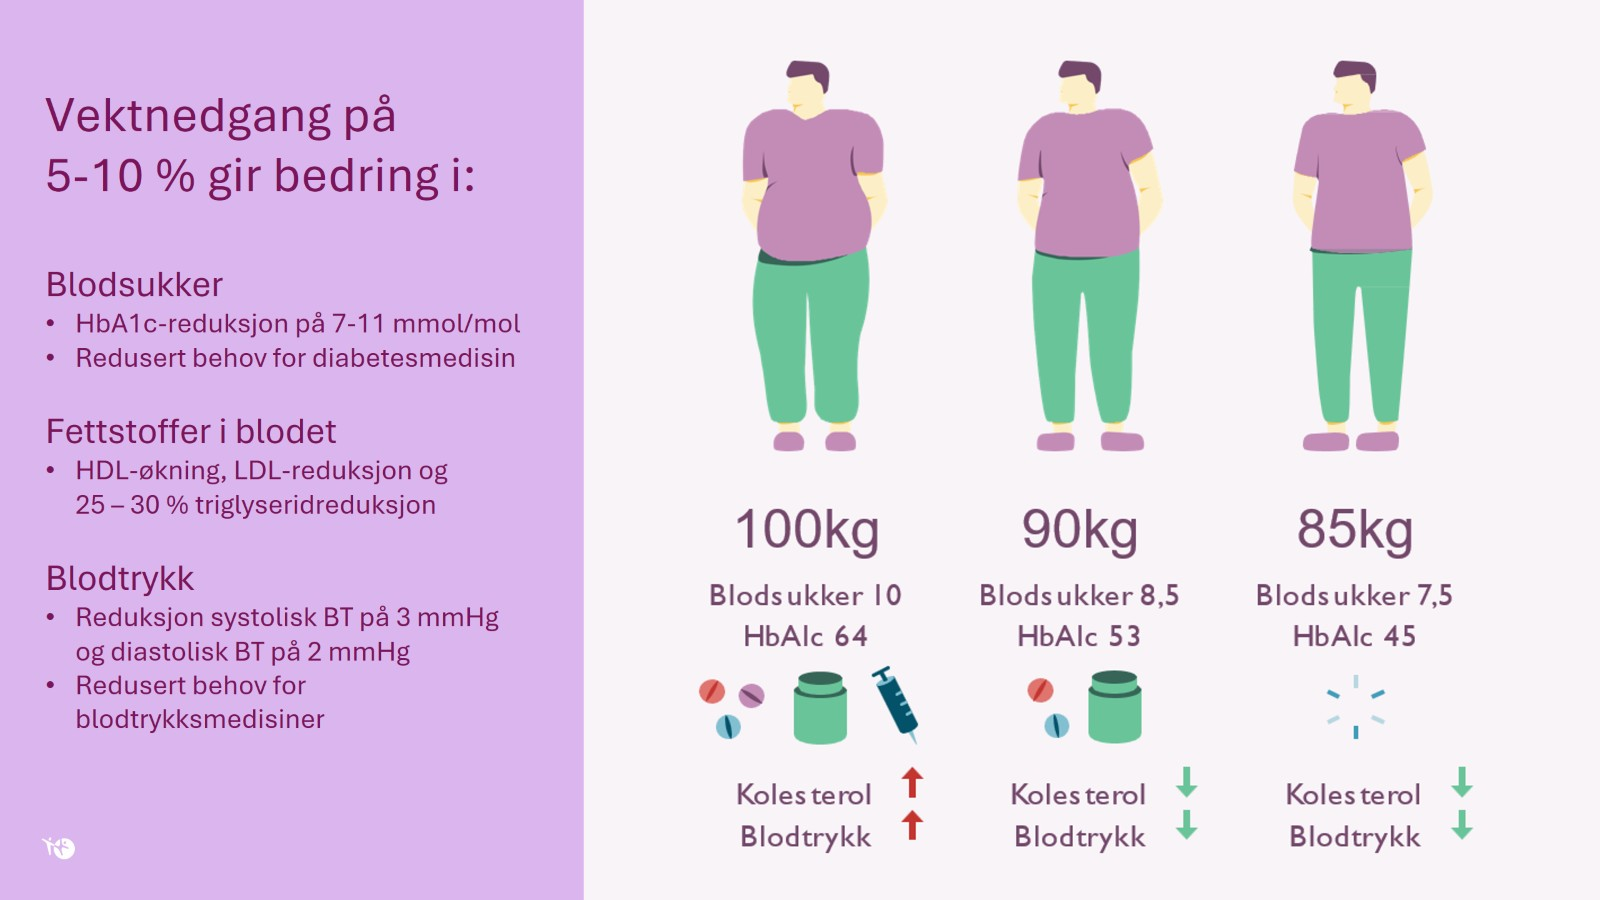 Vektnedgang på
5-10 % gir bedring i:
Blodsukker
• HbA1c-reduksjon på 7-11 mmol/mol
• Redusert behov for diabetesmedisin
Fettstoffer i blodet
• HDL-økning, LDL-reduksjon og
25 – 30 % triglyseridreduksjon
Blodtrykk
• Reduksjon systolisk BT på 3 mmHg
og diastolisk BT på 2 mmHg
• Redusert behov for
blodtrykksmedisiner
100kg
Blodsukker 10
HbA1c 64
Kolesterol
Blodtrykk
90kg
Blodsukker 8,5
HbA1c 53
Kolesterol
Blodtrykk
85kg
Blodsukker 7,5
HbA1c 45
Kolesterol
Blodtrykk